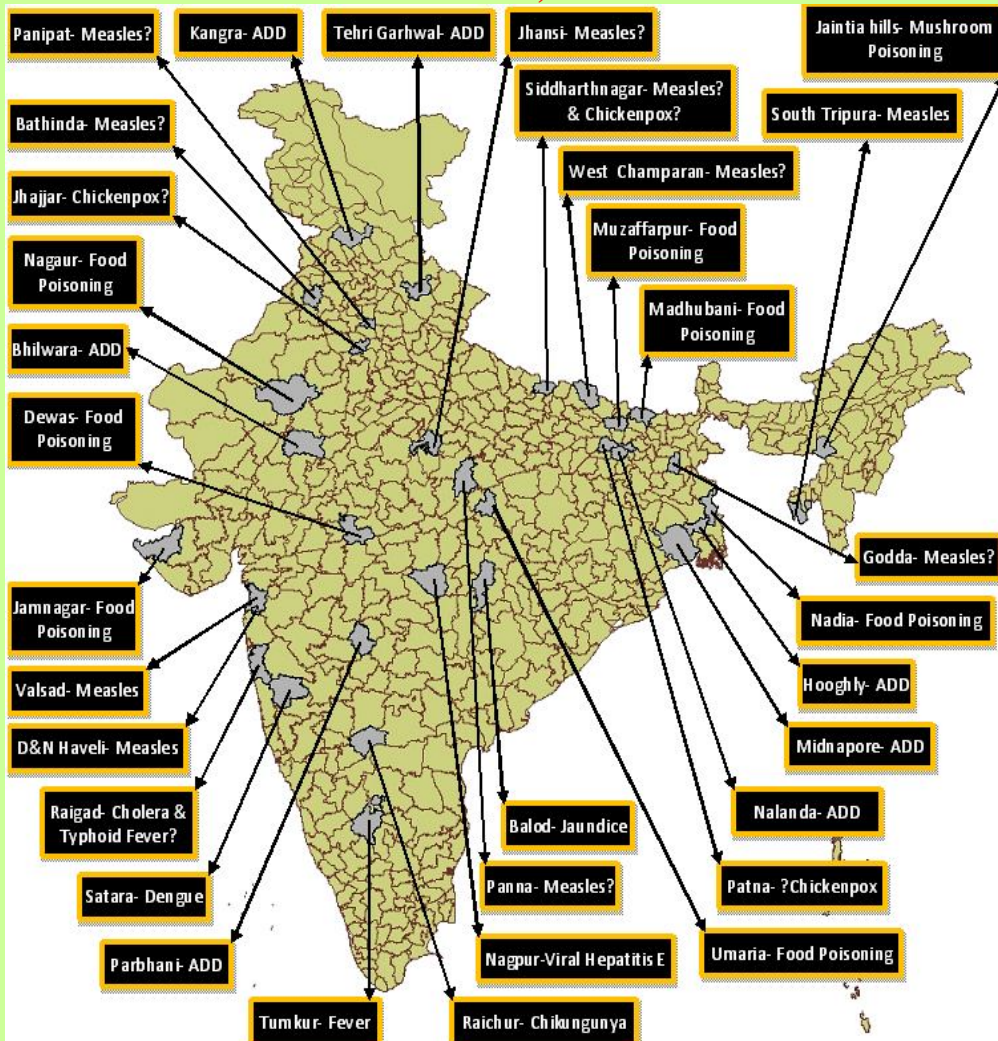 Panipat- Measles?
Kangra- ADD
Tehri Garhwal- ADD
Jhansi- Measles?
Jaintia hills- Mushroom
Poisoning
Siddharthnagar- Measles?
& Chickenpox?
South Tripura- Measles
Bathinda- Measles?
West Champaran- Measles?
Jhajjar- Chickenpox?
Muzaffarpur- Food
Poisoning
Nagaur- Food
Poisoning
Madhubani- Food
Poisoning
Bhilwara- ADD
Dewas- Food
Poisoning
Godda- Measles?
Jamnagar- Food
Poisoning
Nadia- Food Poisoning
Valsad- Measles
Hooghly- ADD
D&N Haveli- Measles
Midnapore- ADD
Raigad- Cholera &
Typhoid Fever?
Balod- Jaundice
Nalanda- ADD
Satara- Dengue
Panna- Measles?
Patna- ?Chickenpox
Parbhani- ADD
Nagpur-Viral Hepatitis E
Umaria- Food Poisoning
Tumkur- Fever
Raichur- Chikungunya